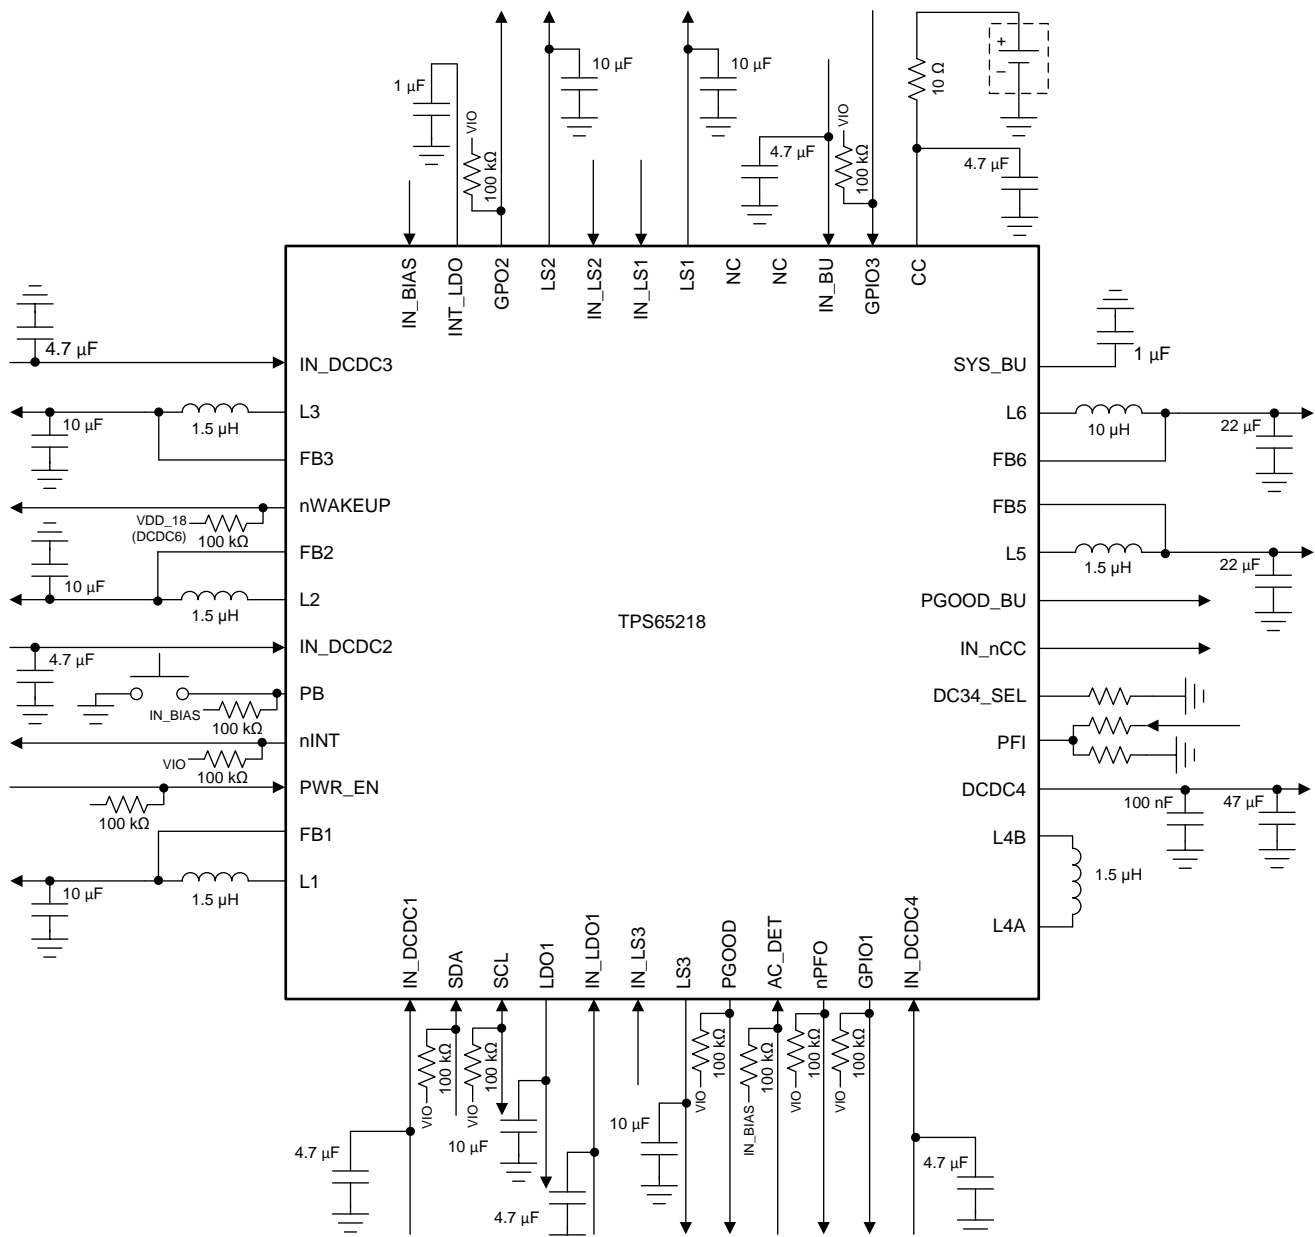 10 µF
10 µF
+
−
10 Ω
1 µF
VIO
100 kΩ
4.7 µF
VIO
100 kΩ
4.7 µF
IN_BIAS
INT_LDO
GPO2
LS2
IN_LS2
IN_LS1
LS1
NC
NC
IN_BU
GPIO3
CC
4.7 µF
IN_DCDC3
SYS_BU
1 µF
L3
1.5 µH
10 µF
FB3
L6
10 µH
22 µF
FB6
nWAKEUP
VDD_18
(DCDC6)
100 kΩ
FB5
FB2
10 µF
L5
1.5 µH
22 µF
L2
1.5 µH
PGOOD_BU
TPS65218
IN_DCDC2
4.7 µF
IN_nCC
PB
IN_BIAS
100 kΩ
DC34_SEL
nINT
VIO
100 kΩ
PFI
PWR_EN
100 kΩ
DCDC4
100 nF
47 µF
FB1
L4B
1.5 µH
L1
10 µF
1.5 µH
L4A
IN_DCDC1
SDA
SCL
LDO1
IN_LDO1
IN_LS3
LS3
PGOOD
AC_DET
nPFO
GPIO1
IN_DCDC4
100 kΩ
VIO
100 kΩ
VIO
100 kΩ
VIO
100 kΩ
IN_BIAS
100 kΩ
VIO
100 kΩ
VIO
4.7 µF
10 µF
4.7 µF
10 µF
4.7 µF